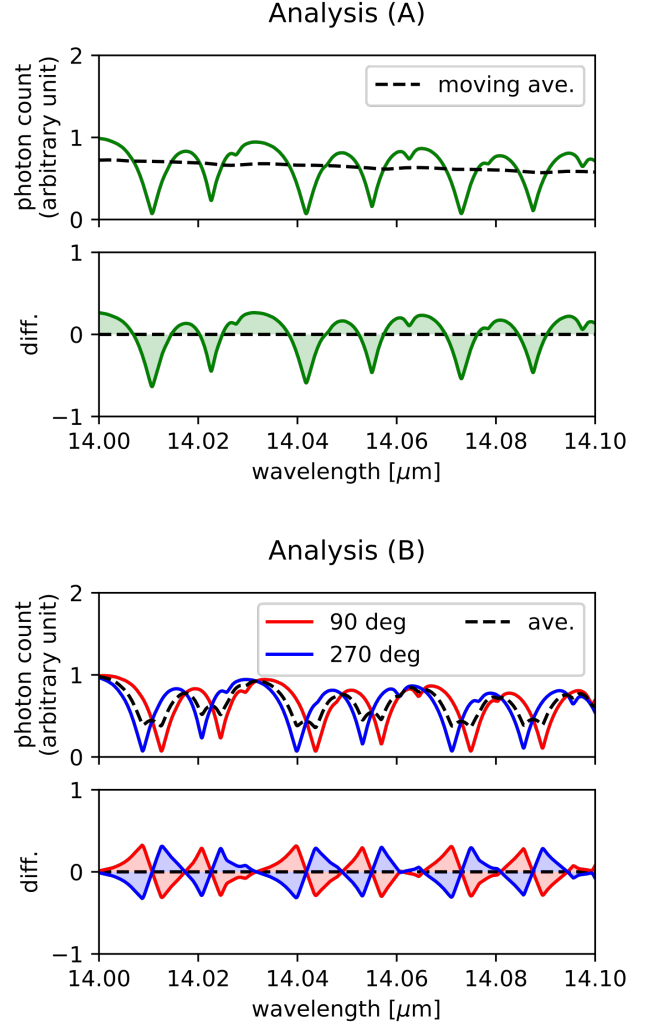 Analysis (A)
photon count
(arbitrary unit)
2
1
0
moving ave.
diff.
1
0
−1
14.00 14.02 14.04 14.06 14.08 14.10
wavelength [μm]
Analysis (B)
photon count
(arbitrary unit)
2
1
0
90 deg
270 deg
ave.
diff.
1
0
−1
14.00 14.02 14.04 14.06 14.08 14.10
wavelength [μm]